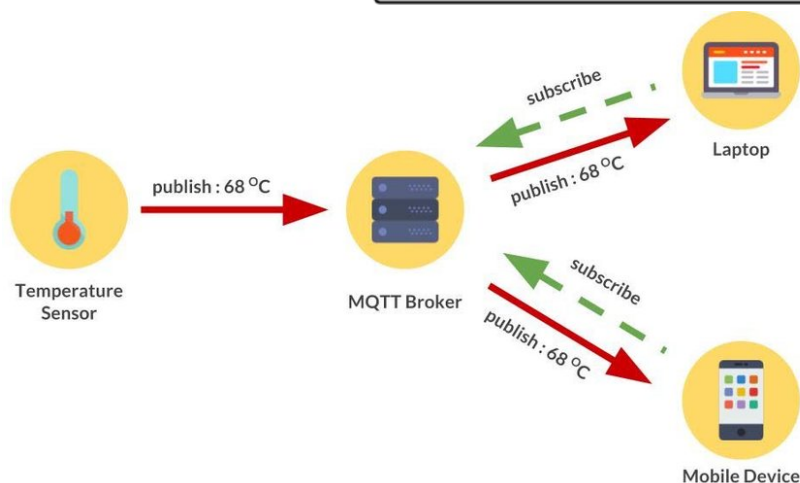 subscribe
Laptop
publish : 68 °C
publish : 68 °C
Temperature
Sensor
MQTT Broker
subscribe
publish : 68 °C
Mobile Device